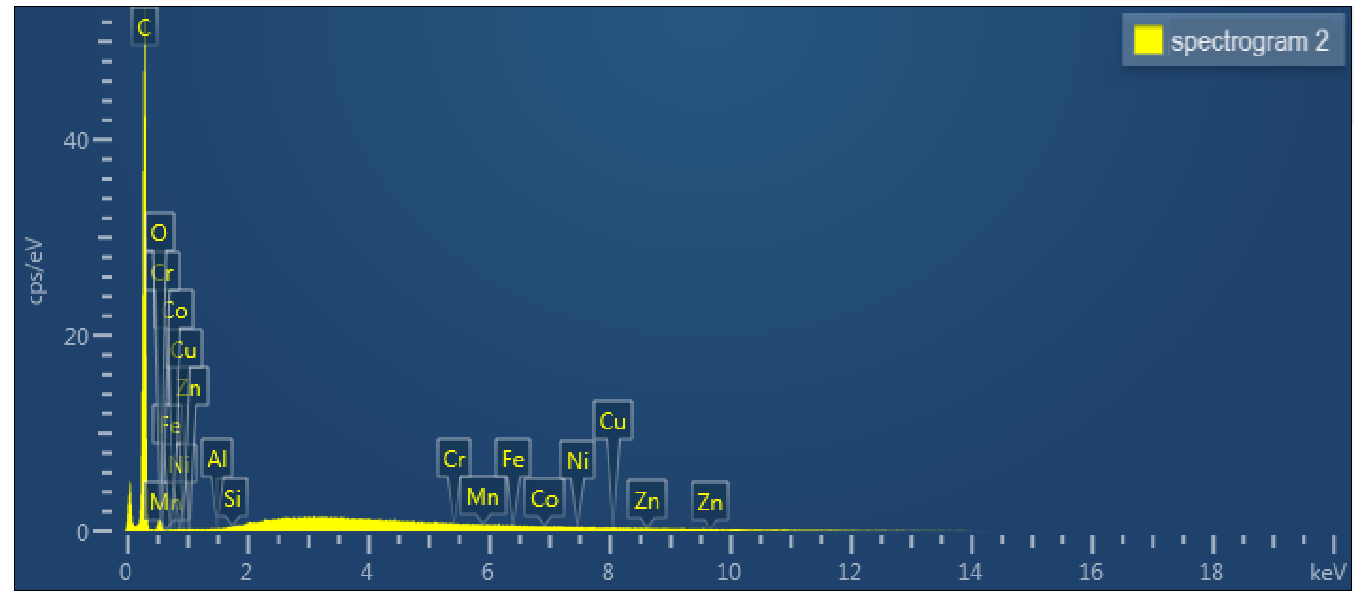 C
spectrogram 2
40
O
Cr
Co
cps/eV
20
Cu
Zn
Fe
Cu
Ni
Al
Cr
Fe
Ni
Mn
Si
Mn
Co
Zn
Zn
0
0 2 4 6 8 10 12 14 16 18 keV